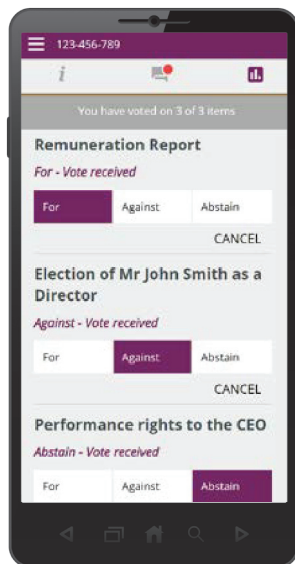 123-456-789
i
You have voted on 3 of 3 items
Remuneration Report
For - Vote received
For Against Abstain
CANCEL
Election of Mr John Smith as a
Director
Against - Vote received
For Against Abstain
CANCEL
Performance rights to the CEO
Abstain - Vote received
For Against Abstain